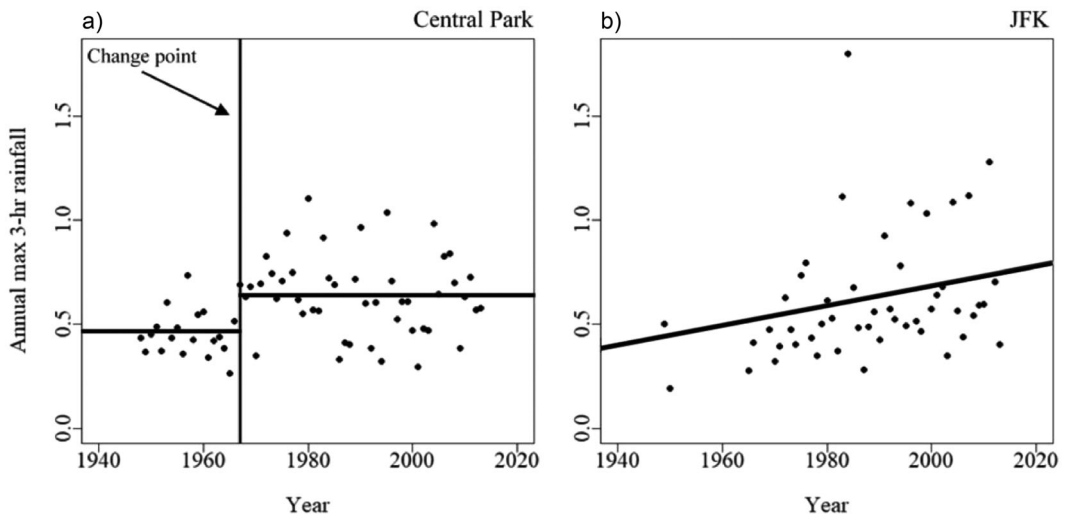 a) Central Park
Change point
Annual max 3-hr rainfall
0.0 0.5 1.0 1.5
1940 1960 1980 2000 2020
Year
b) JFK
0.0 0.5 1.0 1.5
1940 1960 1980 2000 2020
Year